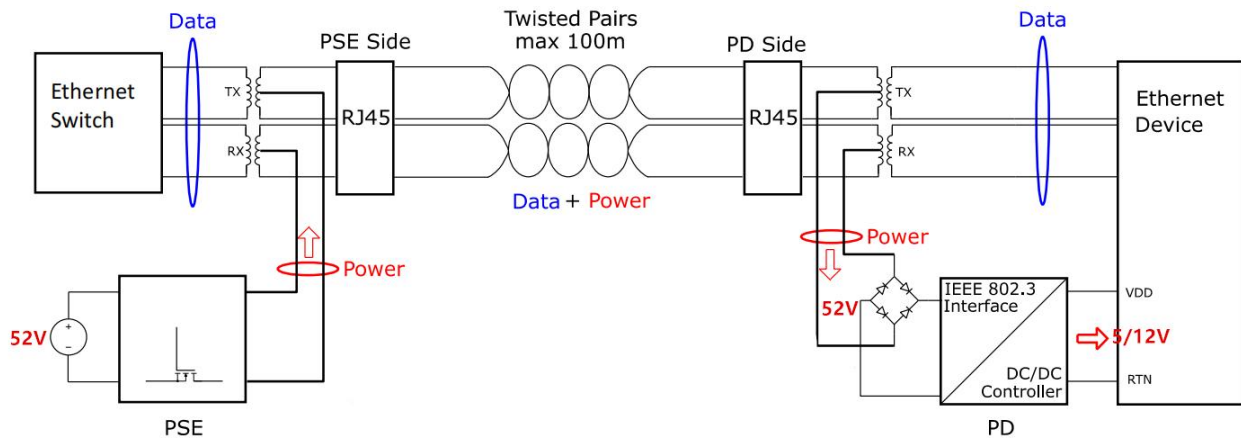 Data
Twisted Pairs
max 100m
Data
PSE Side
PD Side
Ethernet
Switch
TX
RX
RJ45
RJ45
TX
RX
Ethernet
Device
Data + Power
Power
Power
52V
+
−
52V
IEEE 802.3
Interface
DC/DC
Controller
VDD
5/12V
RTN
PSE
PD